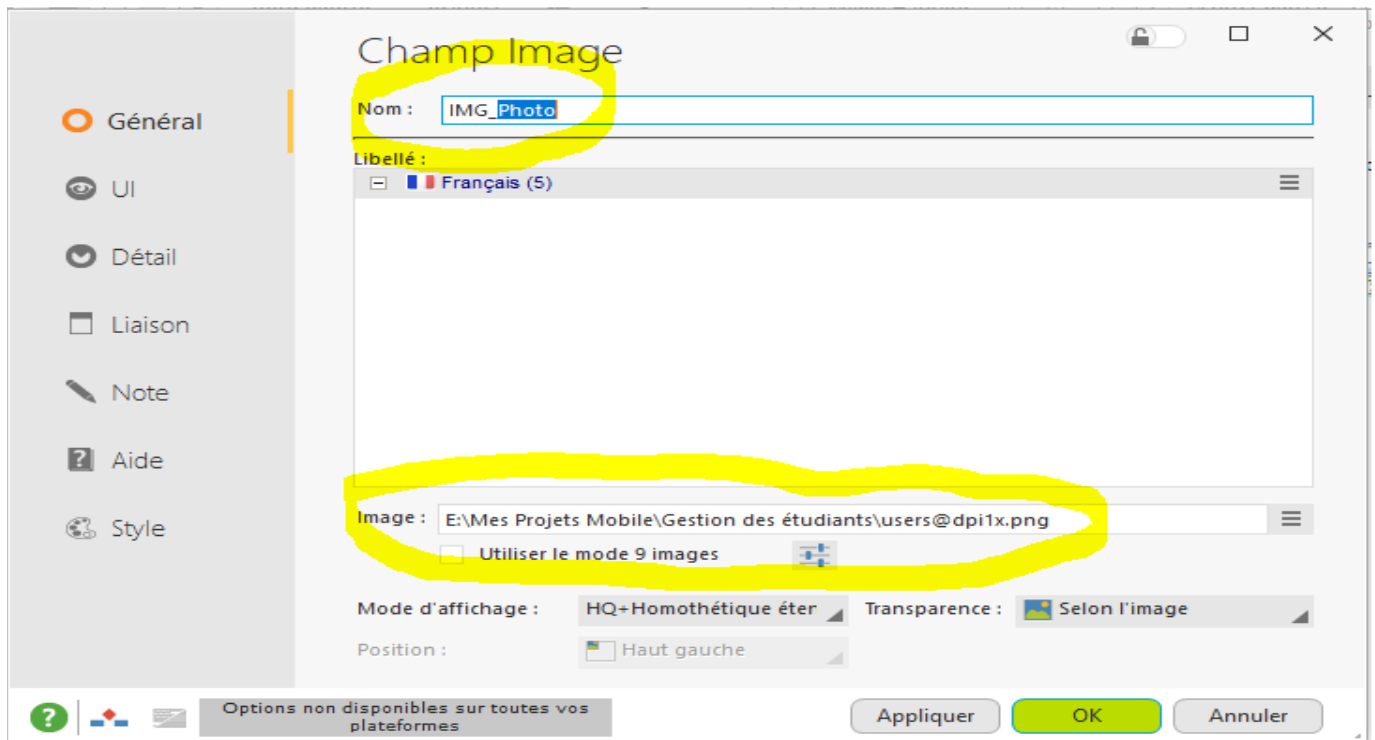 Champ Image
Général
UI
Détail
Liaison
Note
Aide
Style
Nom : IMG_Photo
Libellé :
Français (5)
Image : E:\Mes Projets Mobile\Gestion des étudiants\users@dpi1x.png
Utiliser le mode 9 images
Mode d'affichage : HQ+Homothétique éter Transparence : Selon l'image
Position : Haut gauche
? Options non disponibles sur toutes vos
plateformes
Appliquer OK Annuler